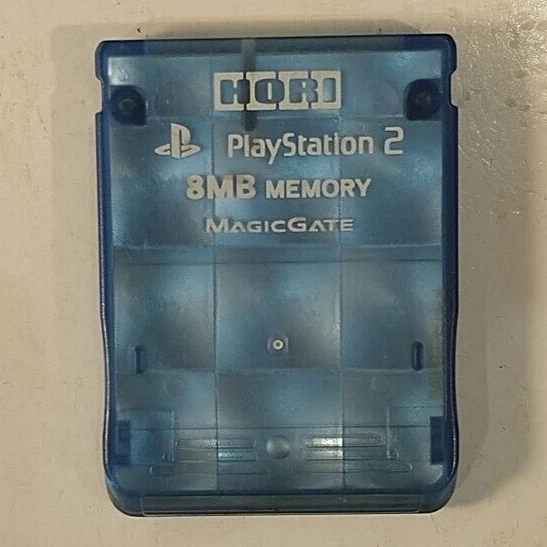 HORI
PlayStation 2
8MB MEMORY
MAGICGATE